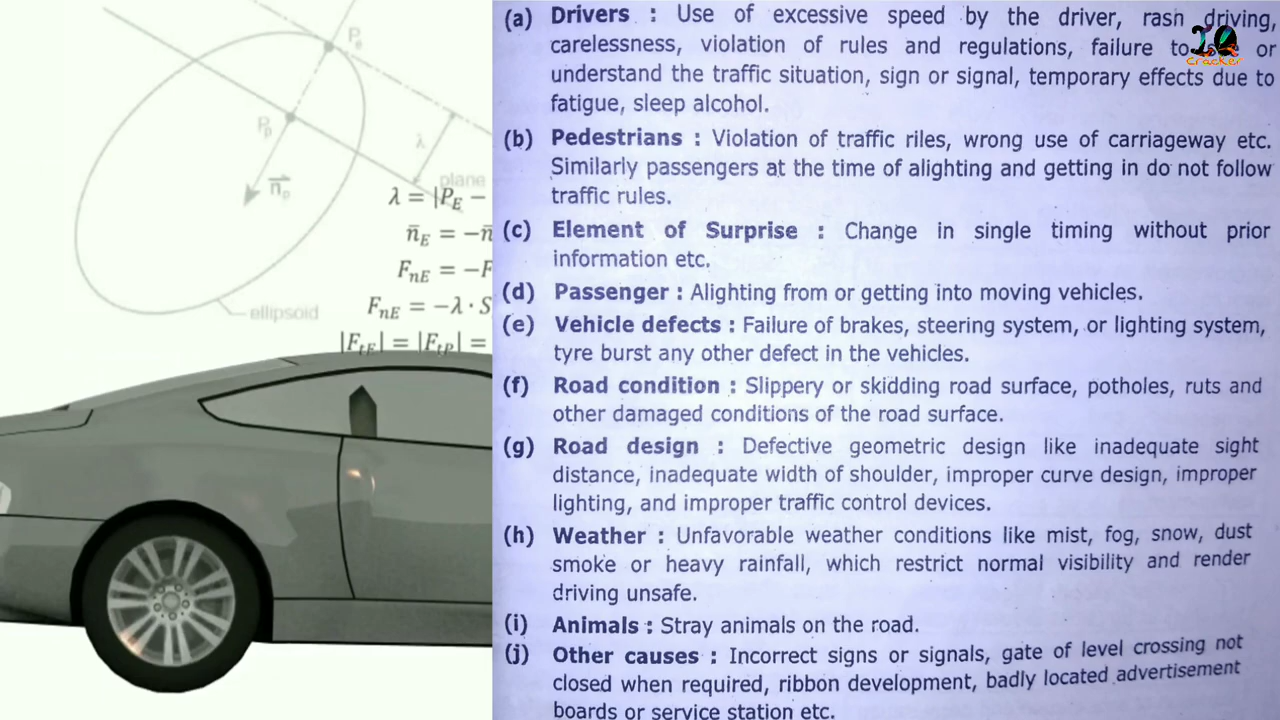 P_e
P_p
λ
n_p
plane
λ = |P_E −
n̄_E = −n̄
F_nE = −F
F_nE = −λ · S
ellipsoid
|F_tE| = |F_tP| =
IQ
Cracker
(a) Drivers : Use of excessive speed by the driver, rash driving,
carelessness, violation of rules and regulations, failure to or
understand the traffic situation, sign or signal, temporary effects due to
fatigue, sleep alcohol.
(b) Pedestrians : Violation of traffic riles, wrong use of carriageway etc.
Similarly passengers at the time of alighting and getting in do not follow
traffic rules.
(c) Element of Surprise : Change in single timing without prior
information etc.
(d) Passenger : Alighting from or getting into moving vehicles.
(e) Vehicle defects : Failure of brakes, steering system, or lighting system,
tyre burst any other defect in the vehicles.
(f) Road condition : Slippery or skidding road surface, potholes, ruts and
other damaged conditions of the road surface.
(g) Road design : Defective geometric design like inadequate sight
distance, inadequate width of shoulder, improper curve design, improper
lighting, and improper traffic control devices.
(h) Weather : Unfavorable weather conditions like mist, fog, snow, dust
smoke or heavy rainfall, which restrict normal visibility and render
driving unsafe.
(i) Animals : Stray animals on the road.
(j) Other causes : Incorrect signs or signals, gate of level crossing not
closed when required, ribbon development, badly located advertisement
boards or service station etc.